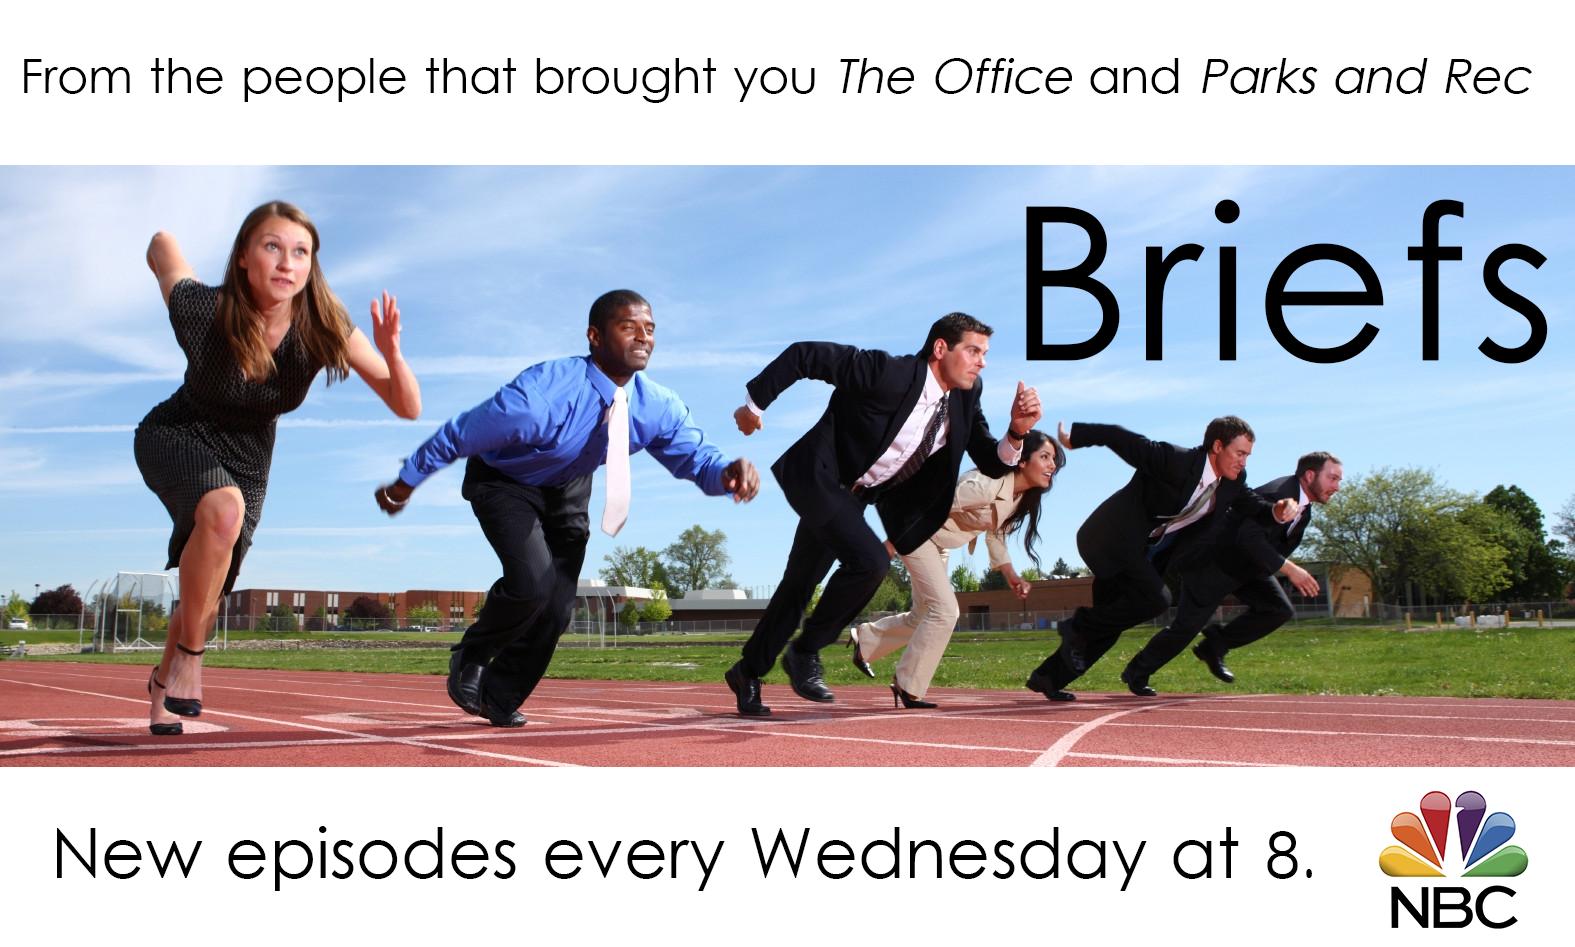 From the people that brought you The Office and Parks and Rec
Briefs
New episodes every Wednesday at 8.
NBC